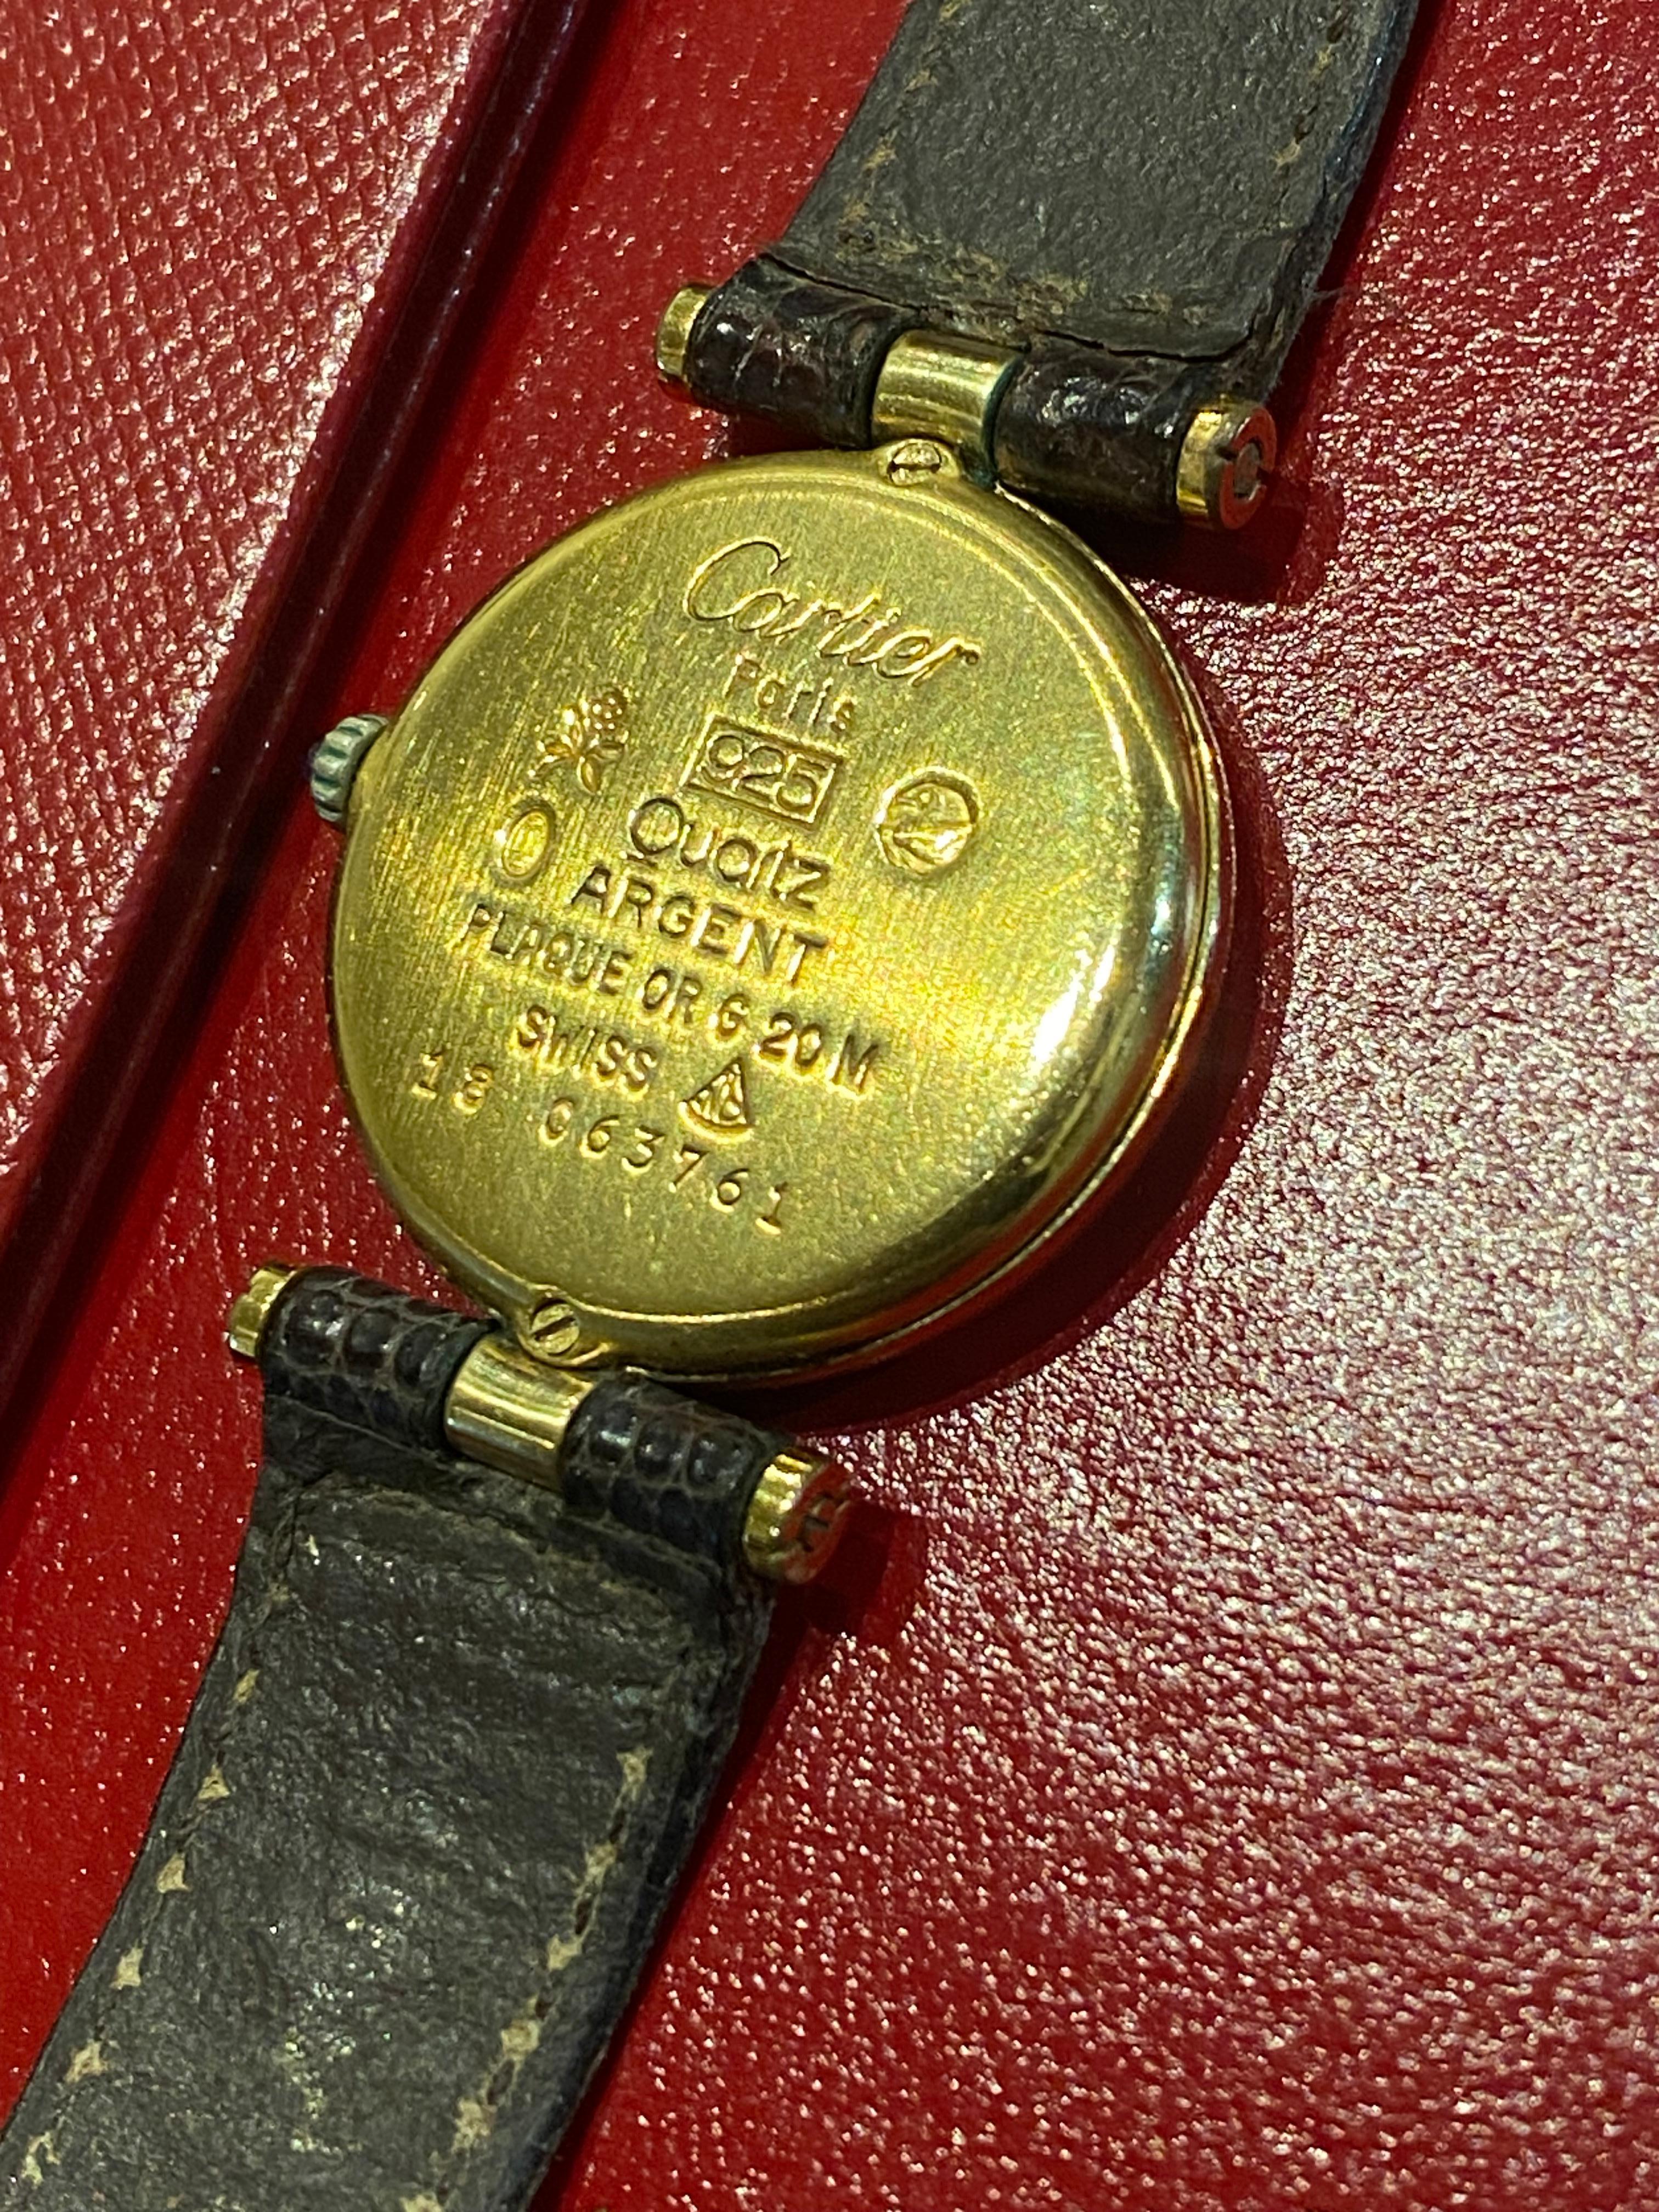 Cartier
Paris
925
Quartz
ARGENT
PLAQUE OR G 20 M
SWISS
18 063761